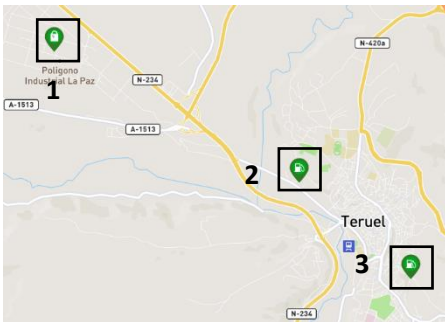 N-420a
Polígono
Industrial La Paz
1
N-234
A-1513
A-1513
2
Teruel
3
N-234